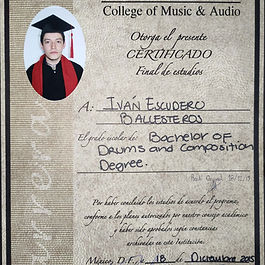 College of Music & Audio
Otorga el presente
CERTIFICADO
Final de estudios
A: IVÁN ESCUDERO
BALLESTEROS
El grado escolar de: Bachelor of
Drums and Composition
Degree.
Por haber concluido los estudios de acuerdo al programa,
conforme a los planes autorizados por nuestro consejo académico
y haber sido aprobados según constancias
archivadas en esta Institución.
México, D.F., a 18 de Diciembre 2015